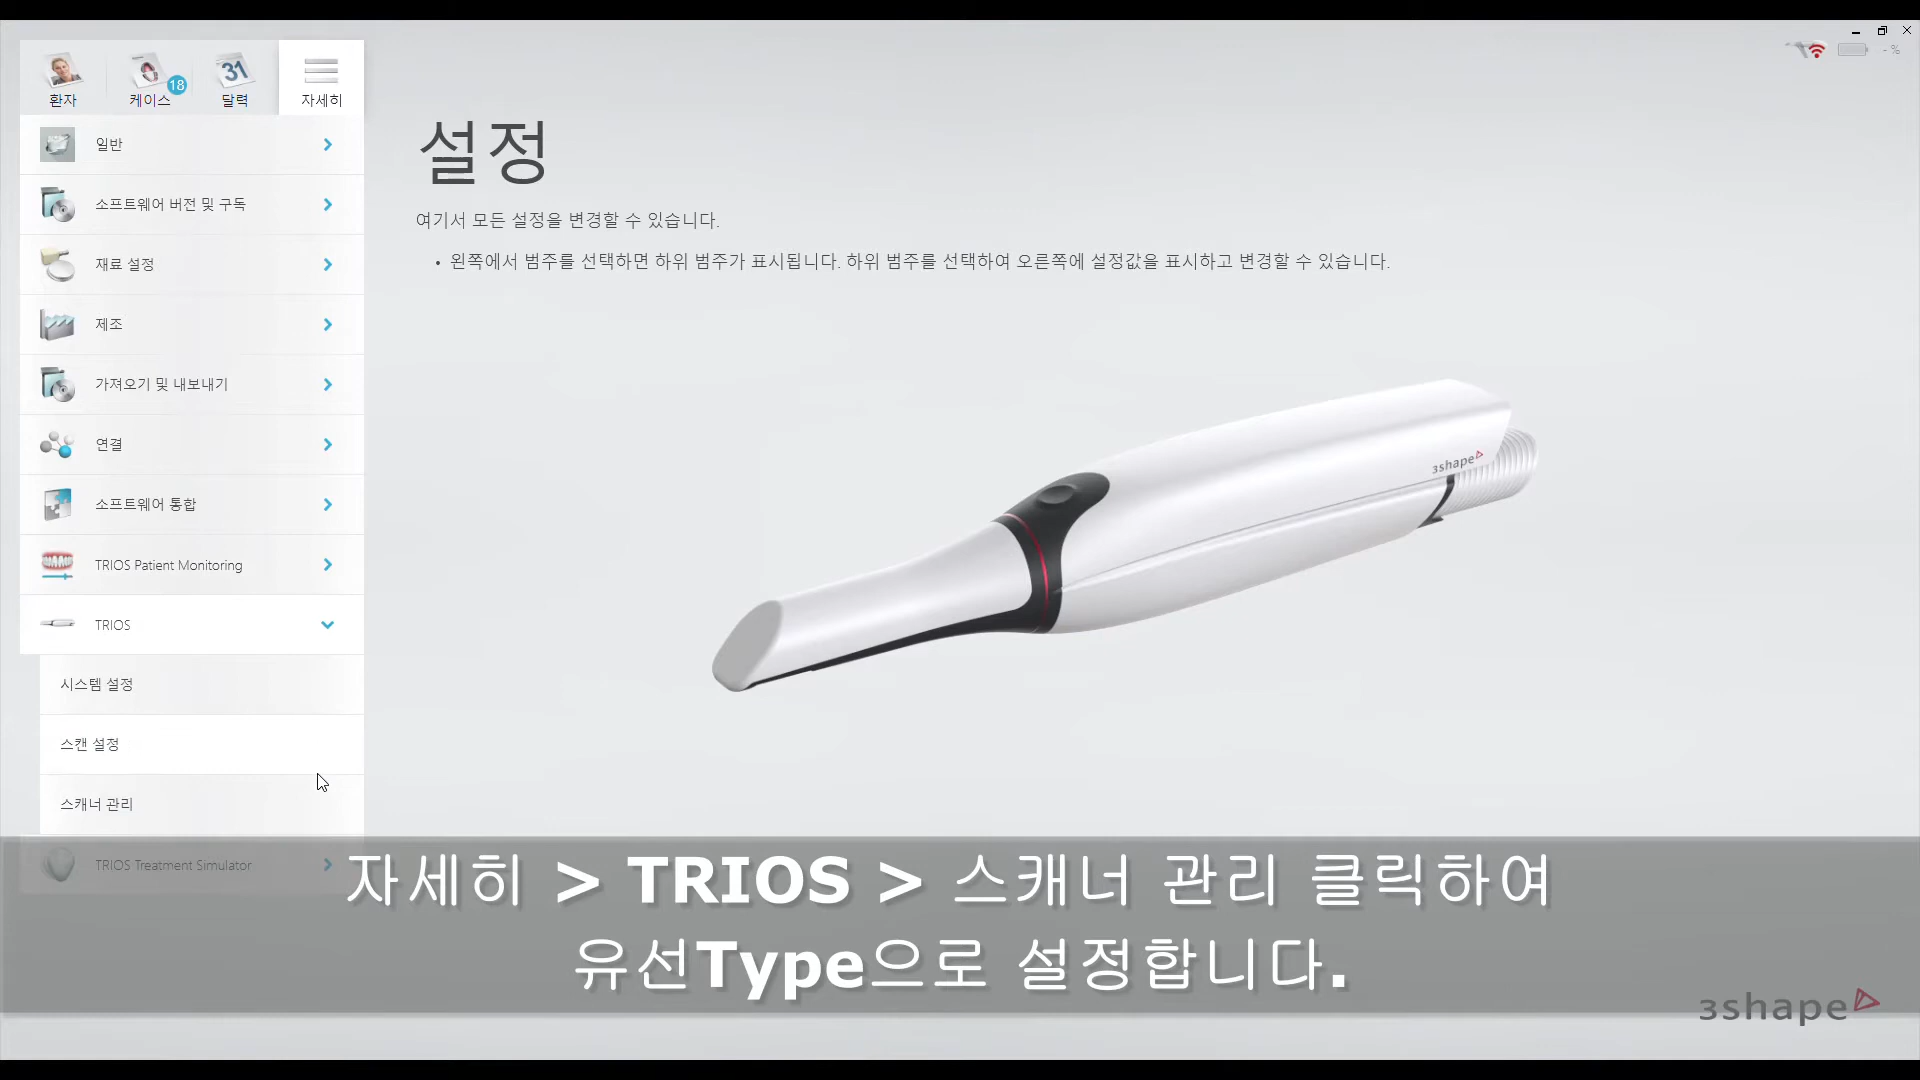 - %
환자
케이스
18
31
달력
자세히
일반
소프트웨어 버전 및 구독
재료 설정
제조
가져오기 및 내보내기
연결
소프트웨어 통합
TRIOS Patient Monitoring
TRIOS
시스템 설정
스캔 설정
스캐너 관리
TRIOS Treatment Simulator
설정
여기서 모든 설정을 변경할 수 있습니다.
• 왼쪽에서 범주를 선택하면 하위 범주가 표시됩니다. 하위 범주를 선택하여 오른쪽에 설정값을 표시하고 변경할 수 있습니다.
3shape
자세히 > TRIOS > 스캐너 관리 클릭하여
유선Type으로 설정합니다.
3shape